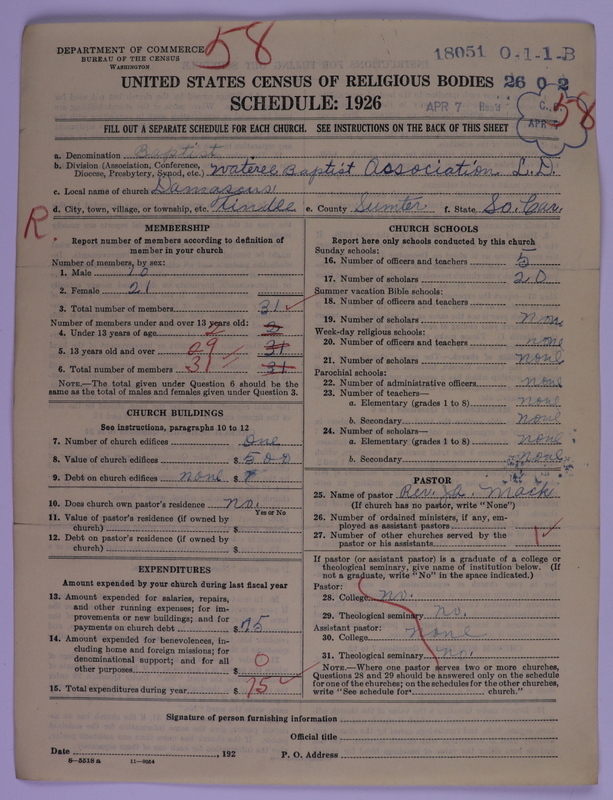 DEPARTMENT OF COMMERCE
BUREAU OF THE CENSUS
WASHINGTON
58
18051 0-1-1-B
UNITED STATES CENSUS OF RELIGIOUS BODIES 2602
SCHEDULE: 1926
APR 7
C.
APR
58
FILL OUT A SEPARATE SCHEDULE FOR EACH CHURCH. SEE INSTRUCTIONS ON THE BACK OF THIS SHEET
a. Denomination Baptist
b. Division (Association, Conference, Diocese, Presbytery, Synod, etc.) Wateree Baptist Association L.D.
c. Local name of church Damascus
d. City, town, village, or township, etc. e. County Sumter f. State So. Car.
R.
MEMBERSHIP
Report number of members according to definition of
member in your church
Number of members, by sex:
1. Male 10
2. Female 21
3. Total number of members 31 ✓
Number of members under and over 13 years old:
4. Under 13 years of age 2 2
5. 13 years old and over 29 ✓ 31
6. Total number of members 31 ✓ 31
NOTE.—The total given under Question 6 should be the
same as the total of males and females given under Question 3.
CHURCH BUILDINGS
See instructions, paragraphs 10 to 12
7. Number of church edifices One
8. Value of church edifices $ 500
9. Debt on church edifices none $
10. Does church own pastor's residence no.
Yes or No
11. Value of pastor's residence (if owned by
church) $
12. Debt on pastor's residence (if owned by
church) $
EXPENDITURES
Amount expended by your church during last fiscal year
13. Amount expended for salaries, repairs,
and other running expenses; for im-
provements or new buildings; and for
payments on church debt $ 75
14. Amount expended for benevolences, in-
cluding home and foreign missions; for
denominational support; and for all
other purposes $ 0
15. Total expenditures during year $ 75 ✓
CHURCH SCHOOLS
Report here only schools conducted by this church
Sunday schools:
16. Number of officers and teachers 5
17. Number of scholars 20
Summer vacation Bible schools:
18. Number of officers and teachers
19. Number of scholars none
Week-day religious schools:
20. Number of officers and teachers none
21. Number of scholars none
Parochial schools:
22. Number of administrative officers none
23. Number of teachers—
a. Elementary (grades 1 to 8) none
b. Secondary none
24. Number of scholars—
a. Elementary (grades 1 to 8) none
b. Secondary none
PASTOR
25. Name of pastor Rev. Mack
(If church has no pastor, write "None")
26. Number of ordained ministers, if any, em-
ployed as assistant pastors
27. Number of other churches served by the
pastor or his assistants 1 ✓
If pastor (or assistant pastor) is a graduate of a college or
theological seminary, give name of institution below. (If
not a graduate, write "No" in the space indicated.)
Pastor:
28. College no.
29. Theological seminary no.
Assistant pastor:
30. College none
31. Theological seminary no.
NOTE.—Where one pastor serves two or more churches,
Questions 28 and 29 should be answered only on the schedule
for one of the churches; on the schedules for the other churches,
write "See schedule for church."
Signature of person furnishing information
Official title
Date , 192 P. O. Address
8—5518 a 11—9264